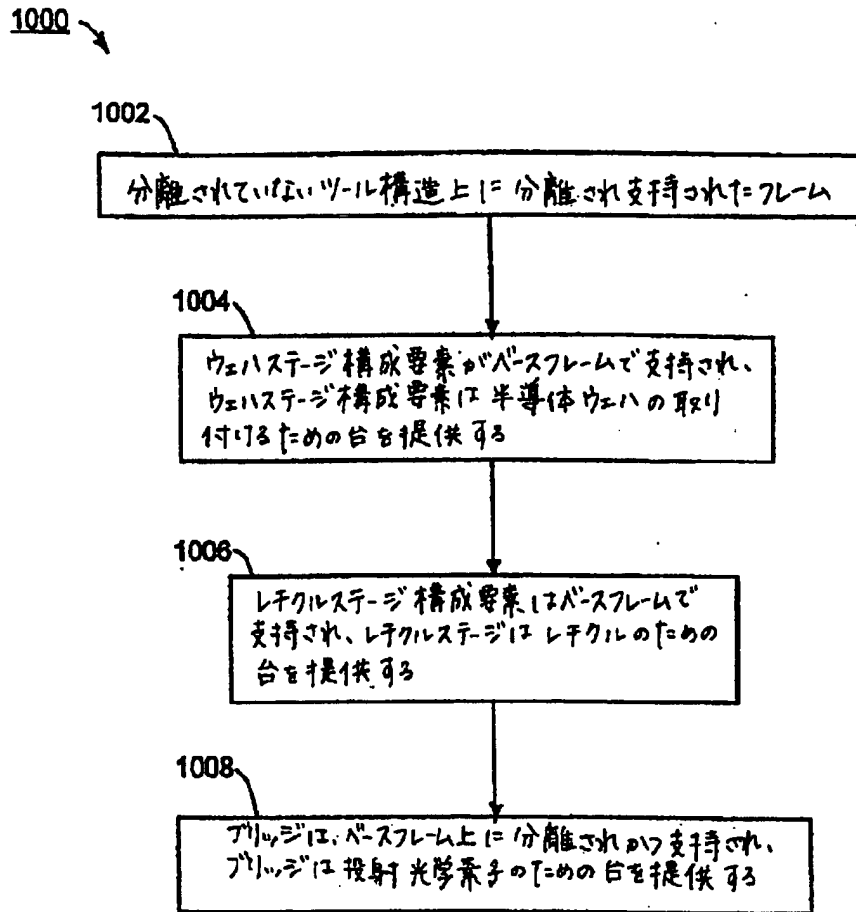 1000
1002
分離されていないツール構造上に分離され支持されたフレーム
1004
ウェハステージ構成要素がベースフレームで支持され、
ウェハステージ構成要素は半導体ウェハの取り
付けるための台を提供する
1006
レチクルステージ構成要素はベースフレームで
支持され、レチクルステージはレチクルのための
台を提供する
1008
ブリッジは、ベースフレーム上に分離されかつ支持され、
ブリッジは投射光学素子のための台を提供する